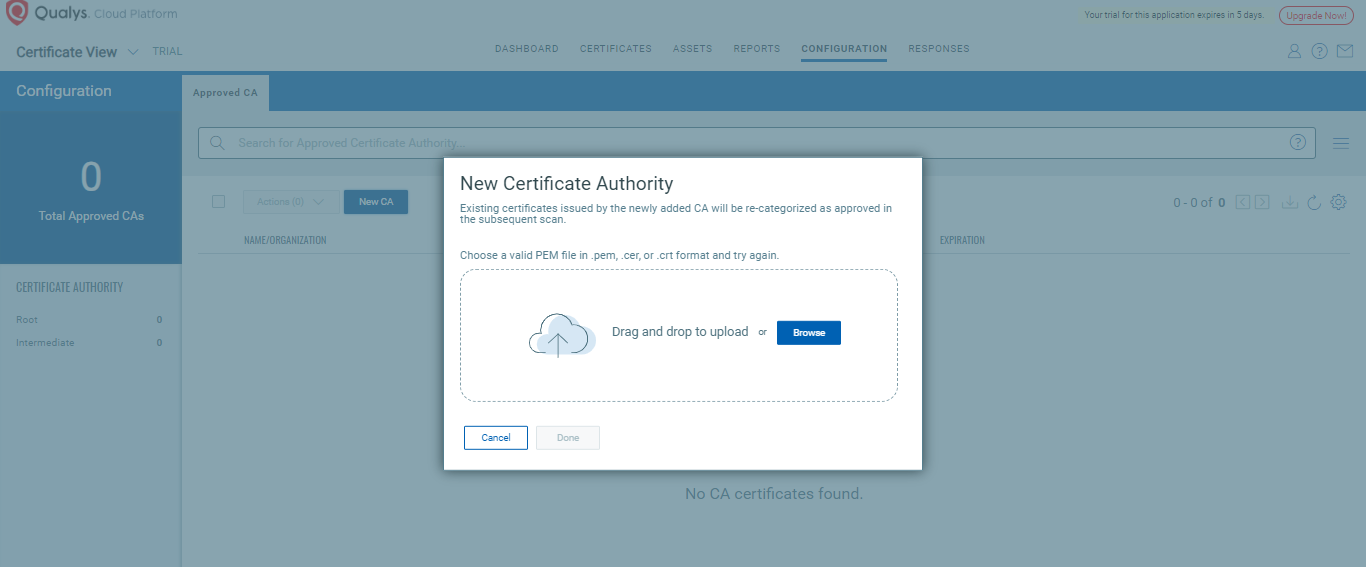 Qualys. Cloud Platform
Your trial for this application expires in 5 days.
Upgrade Now!
Certificate View
TRIAL
DASHBOARD
CERTIFICATES
ASSETS
REPORTS
CONFIGURATION
RESPONSES
Configuration
Approved CA
0
Total Approved CAs
Search for Approved Certificate Authority...
Actions (0)
New CA
0 - 0 of 0
NAME/ORGANIZATION
EXPIRATION
CERTIFICATE AUTHORITY
Root 0
Intermediate 0
New Certificate Authority
Existing certificates issued by the newly added CA will be re-categorized as approved in
the subsequent scan.
Choose a valid PEM file in .pem, .cer, or .crt format and try again.
Drag and drop to upload or Browse
Cancel
Done
No CA certificates found.